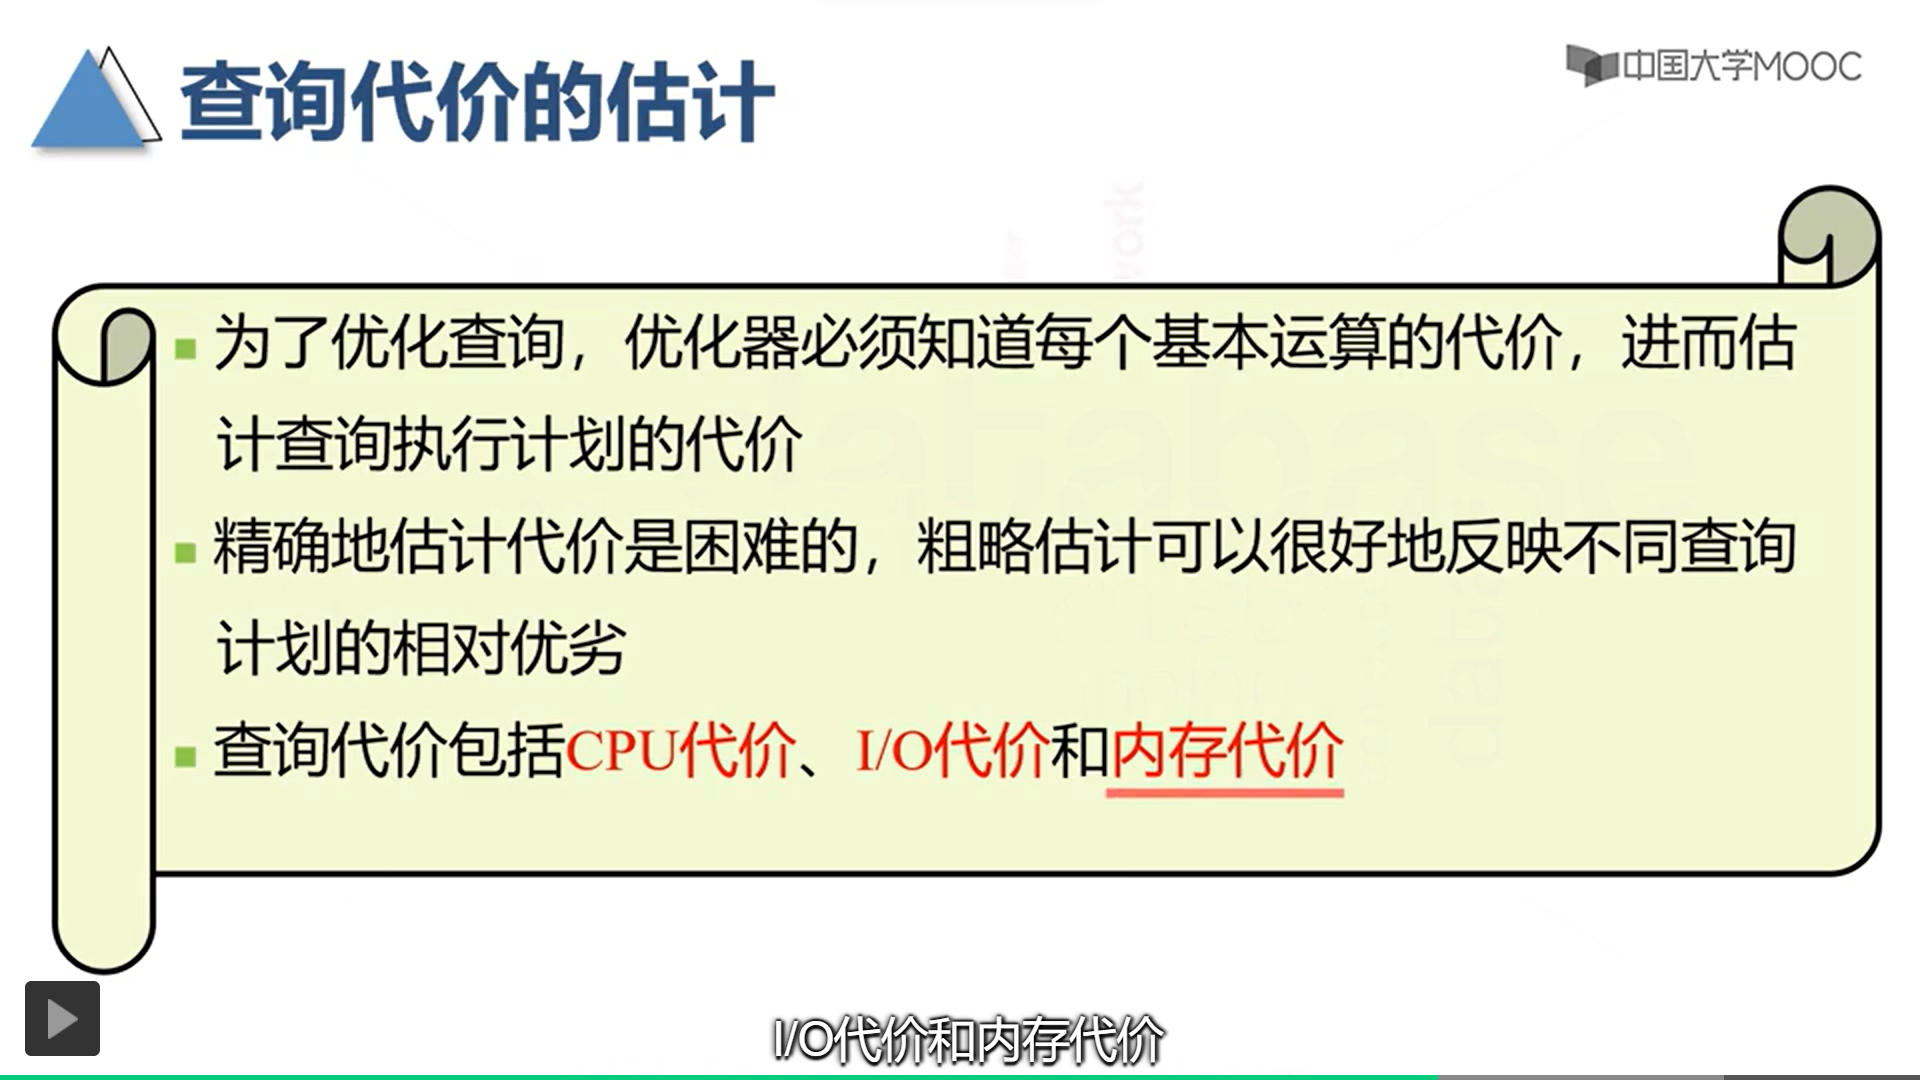 查询代价的估计
中国大学MOOC
为了优化查询，优化器必须知道每个基本运算的代价，进而估
计查询执行计划的代价
精确地估计代价是困难的，粗略估计可以很好地反映不同查询
计划的相对优劣
查询代价包括CPU代价、I/O代价和内存代价
I/O代价和内存代价